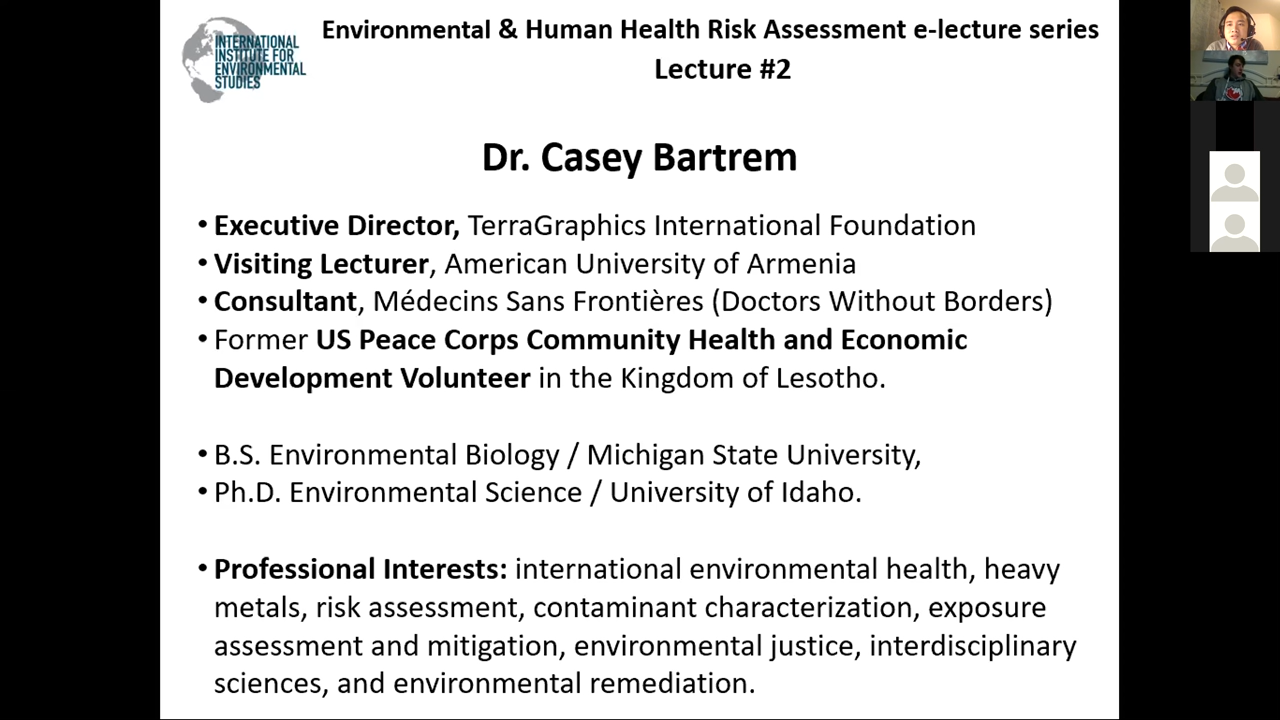 INTERNATIONAL
INSTITUTE FOR
ENVIRONMENTAL
STUDIES
Environmental & Human Health Risk Assessment e-lecture series
Lecture #2
Dr. Casey Bartrem
• Executive Director, TerraGraphics International Foundation
• Visiting Lecturer, American University of Armenia
• Consultant, Médecins Sans Frontières (Doctors Without Borders)
• Former US Peace Corps Community Health and Economic
Development Volunteer in the Kingdom of Lesotho.
• B.S. Environmental Biology / Michigan State University,
• Ph.D. Environmental Science / University of Idaho.
• Professional Interests: international environmental health, heavy
metals, risk assessment, contaminant characterization, exposure
assessment and mitigation, environmental justice, interdisciplinary
sciences, and environmental remediation.